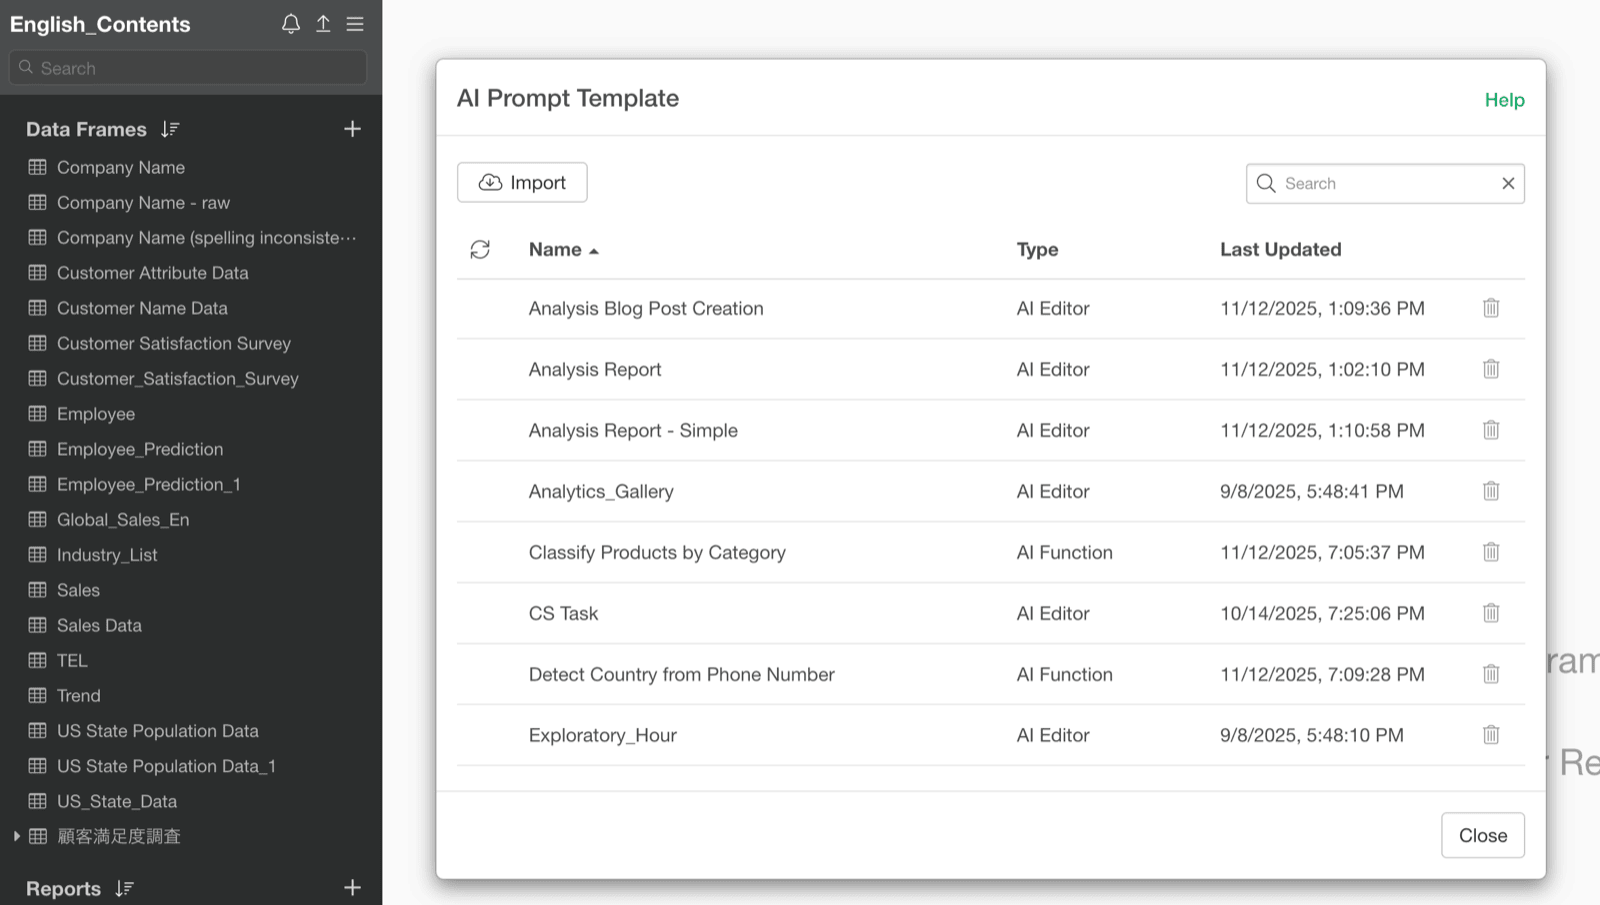 English_Contents
Search
Data Frames
Company Name
Company Name - raw
Company Name (spelling inconsiste···
Customer Attribute Data
Customer Name Data
Customer Satisfaction Survey
Customer_Satisfaction_Survey
Employee
Employee_Prediction
Employee_Prediction_1
Global_Sales_En
Industry_List
Sales
Sales Data
TEL
Trend
US State Population Data
US State Population Data_1
US_State_Data
顧客満足度調査
Reports
AI Prompt Template
Help
Import
Search
Name Type Last Updated
Analysis Blog Post Creation AI Editor 11/12/2025, 1:09:36 PM
Analysis Report AI Editor 11/12/2025, 1:02:10 PM
Analysis Report - Simple AI Editor 11/12/2025, 1:10:58 PM
Analytics_Gallery AI Editor 9/8/2025, 5:48:41 PM
Classify Products by Category AI Function 11/12/2025, 7:05:37 PM
CS Task AI Editor 10/14/2025, 7:25:06 PM
Detect Country from Phone Number AI Function 11/12/2025, 7:09:28 PM
Exploratory_Hour AI Editor 9/8/2025, 5:48:10 PM
Close